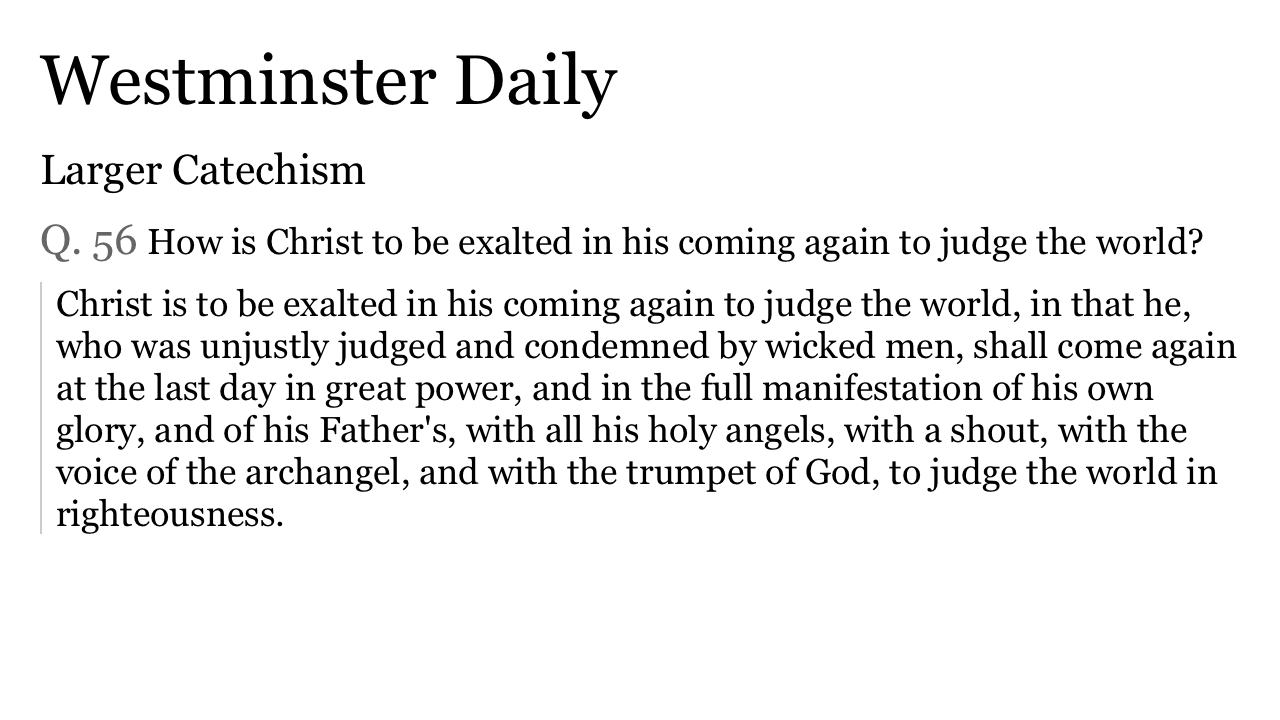 Westminster Daily
Larger Catechism
Q. 56 How is Christ to be exalted in his coming again to judge the world?
Christ is to be exalted in his coming again to judge the world, in that he,
who was unjustly judged and condemned by wicked men, shall come again
at the last day in great power, and in the full manifestation of his own
glory, and of his Father's, with all his holy angels, with a shout, with the
voice of the archangel, and with the trumpet of God, to judge the world in
righteousness.